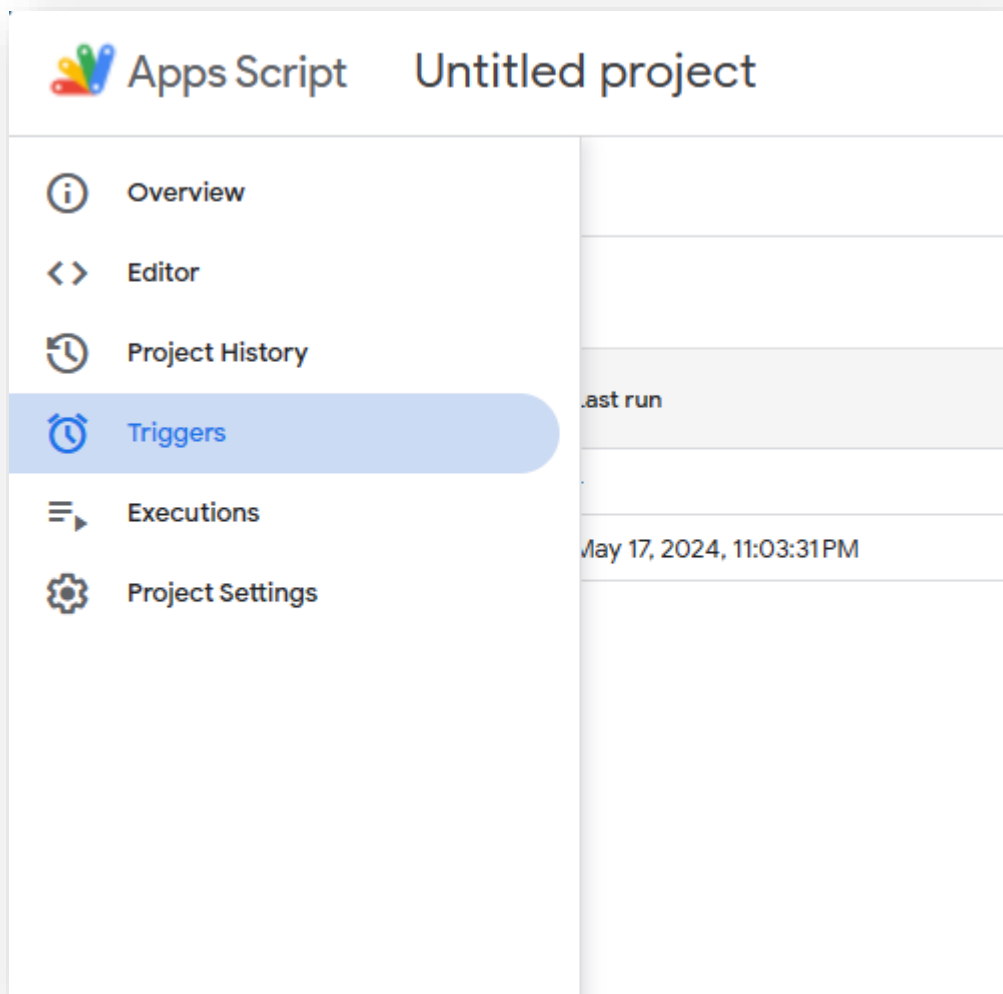 Apps Script Untitled project
Overview
Editor
Project History
Triggers
Executions
Project Settings
ast run
May 17, 2024, 11:03:31 PM